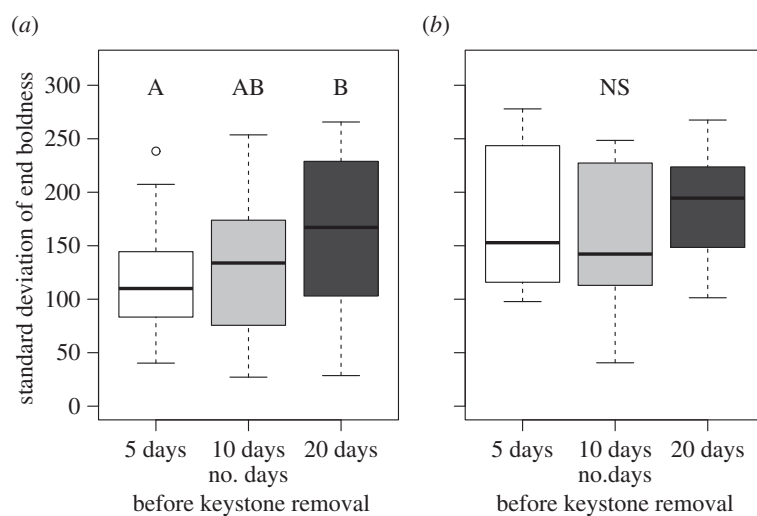 (a)
(b)
standard deviation of end boldness
300
250
200
150
100
50
0
A AB B
NS
5 days 10 days 20 days
no. days
before keystone removal
5 days 10 days 20 days
no.days
before keystone removal